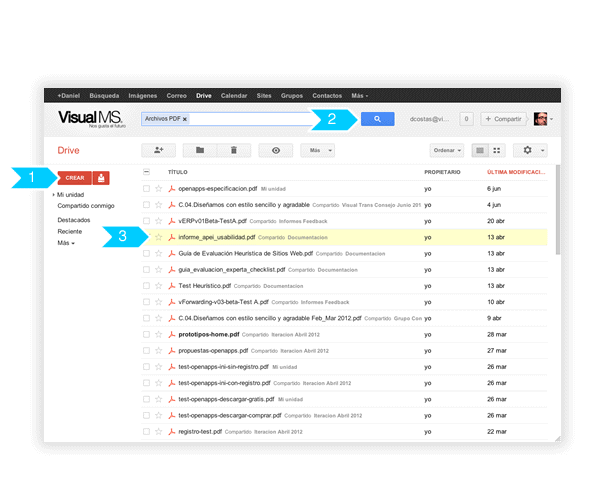 +Daniel Búsqueda Imágenes Correo Drive Calendar Sites Grupos Contactos Más
VisualMS.
Nos gusta el futuro
Archivos PDF x
2
dcostas@vi...
0
+ Compartir
Drive
Más
Ordenar
1
CREAR
TÍTULO PROPIETARIO ÚLTIMA MODIFICACI...
Mi unidad
Compartido conmigo
Destacados
Reciente
Más
openapps-especificacion.pdf Mi unidad yo 6 jun
C.04.Diseñamos con estilo sencillo y agradable Compartido Visual Trans Consejo Junio 201 yo 4 jun
vERPv01Beta-TestA.pdf Compartido Informes Feedback yo 20 abr
3
informe_apei_usabilidad.pdf Compartido Documentación yo 13 abr
Guía de Evaluación Heurística de Sitios Web.pdf Compartido Documentacion yo 13 abr
guia_evaluacion_experta_checklist.pdf Compartido Documentacion yo 13 abr
Test Heurístico.pdf Compartido Documentacion yo 13 abr
vForwarding-v03-beta-Test A.pdf Compartido Informes Feedback yo 10 abr
C.04.Diseñamos con estilo sencillo y agradable Feb_Mar 2012.pdf Compartido Grupo Con yo 9 abr
prototipos-home.pdf Compartido Iteracion Abril 2012 yo 28 mar
propuestas-openapps.pdf Compartido Iteracion Abril 2012 yo 27 mar
test-openapps-ini-sin-registro.pdf Mi unidad yo 26 mar
test-openapps-ini-con-registro.pdf Compartido Iteracion Abril 2012 yo 26 mar
test-openapps-descargar-gratis.pdf Mi unidad yo 26 mar
test-openapps-descargar-comprar.pdf Compartido Iteracion Abril 2012 yo 26 mar
registro-test.pdf Compartido Iteracion Abril 2012 yo 22 mar